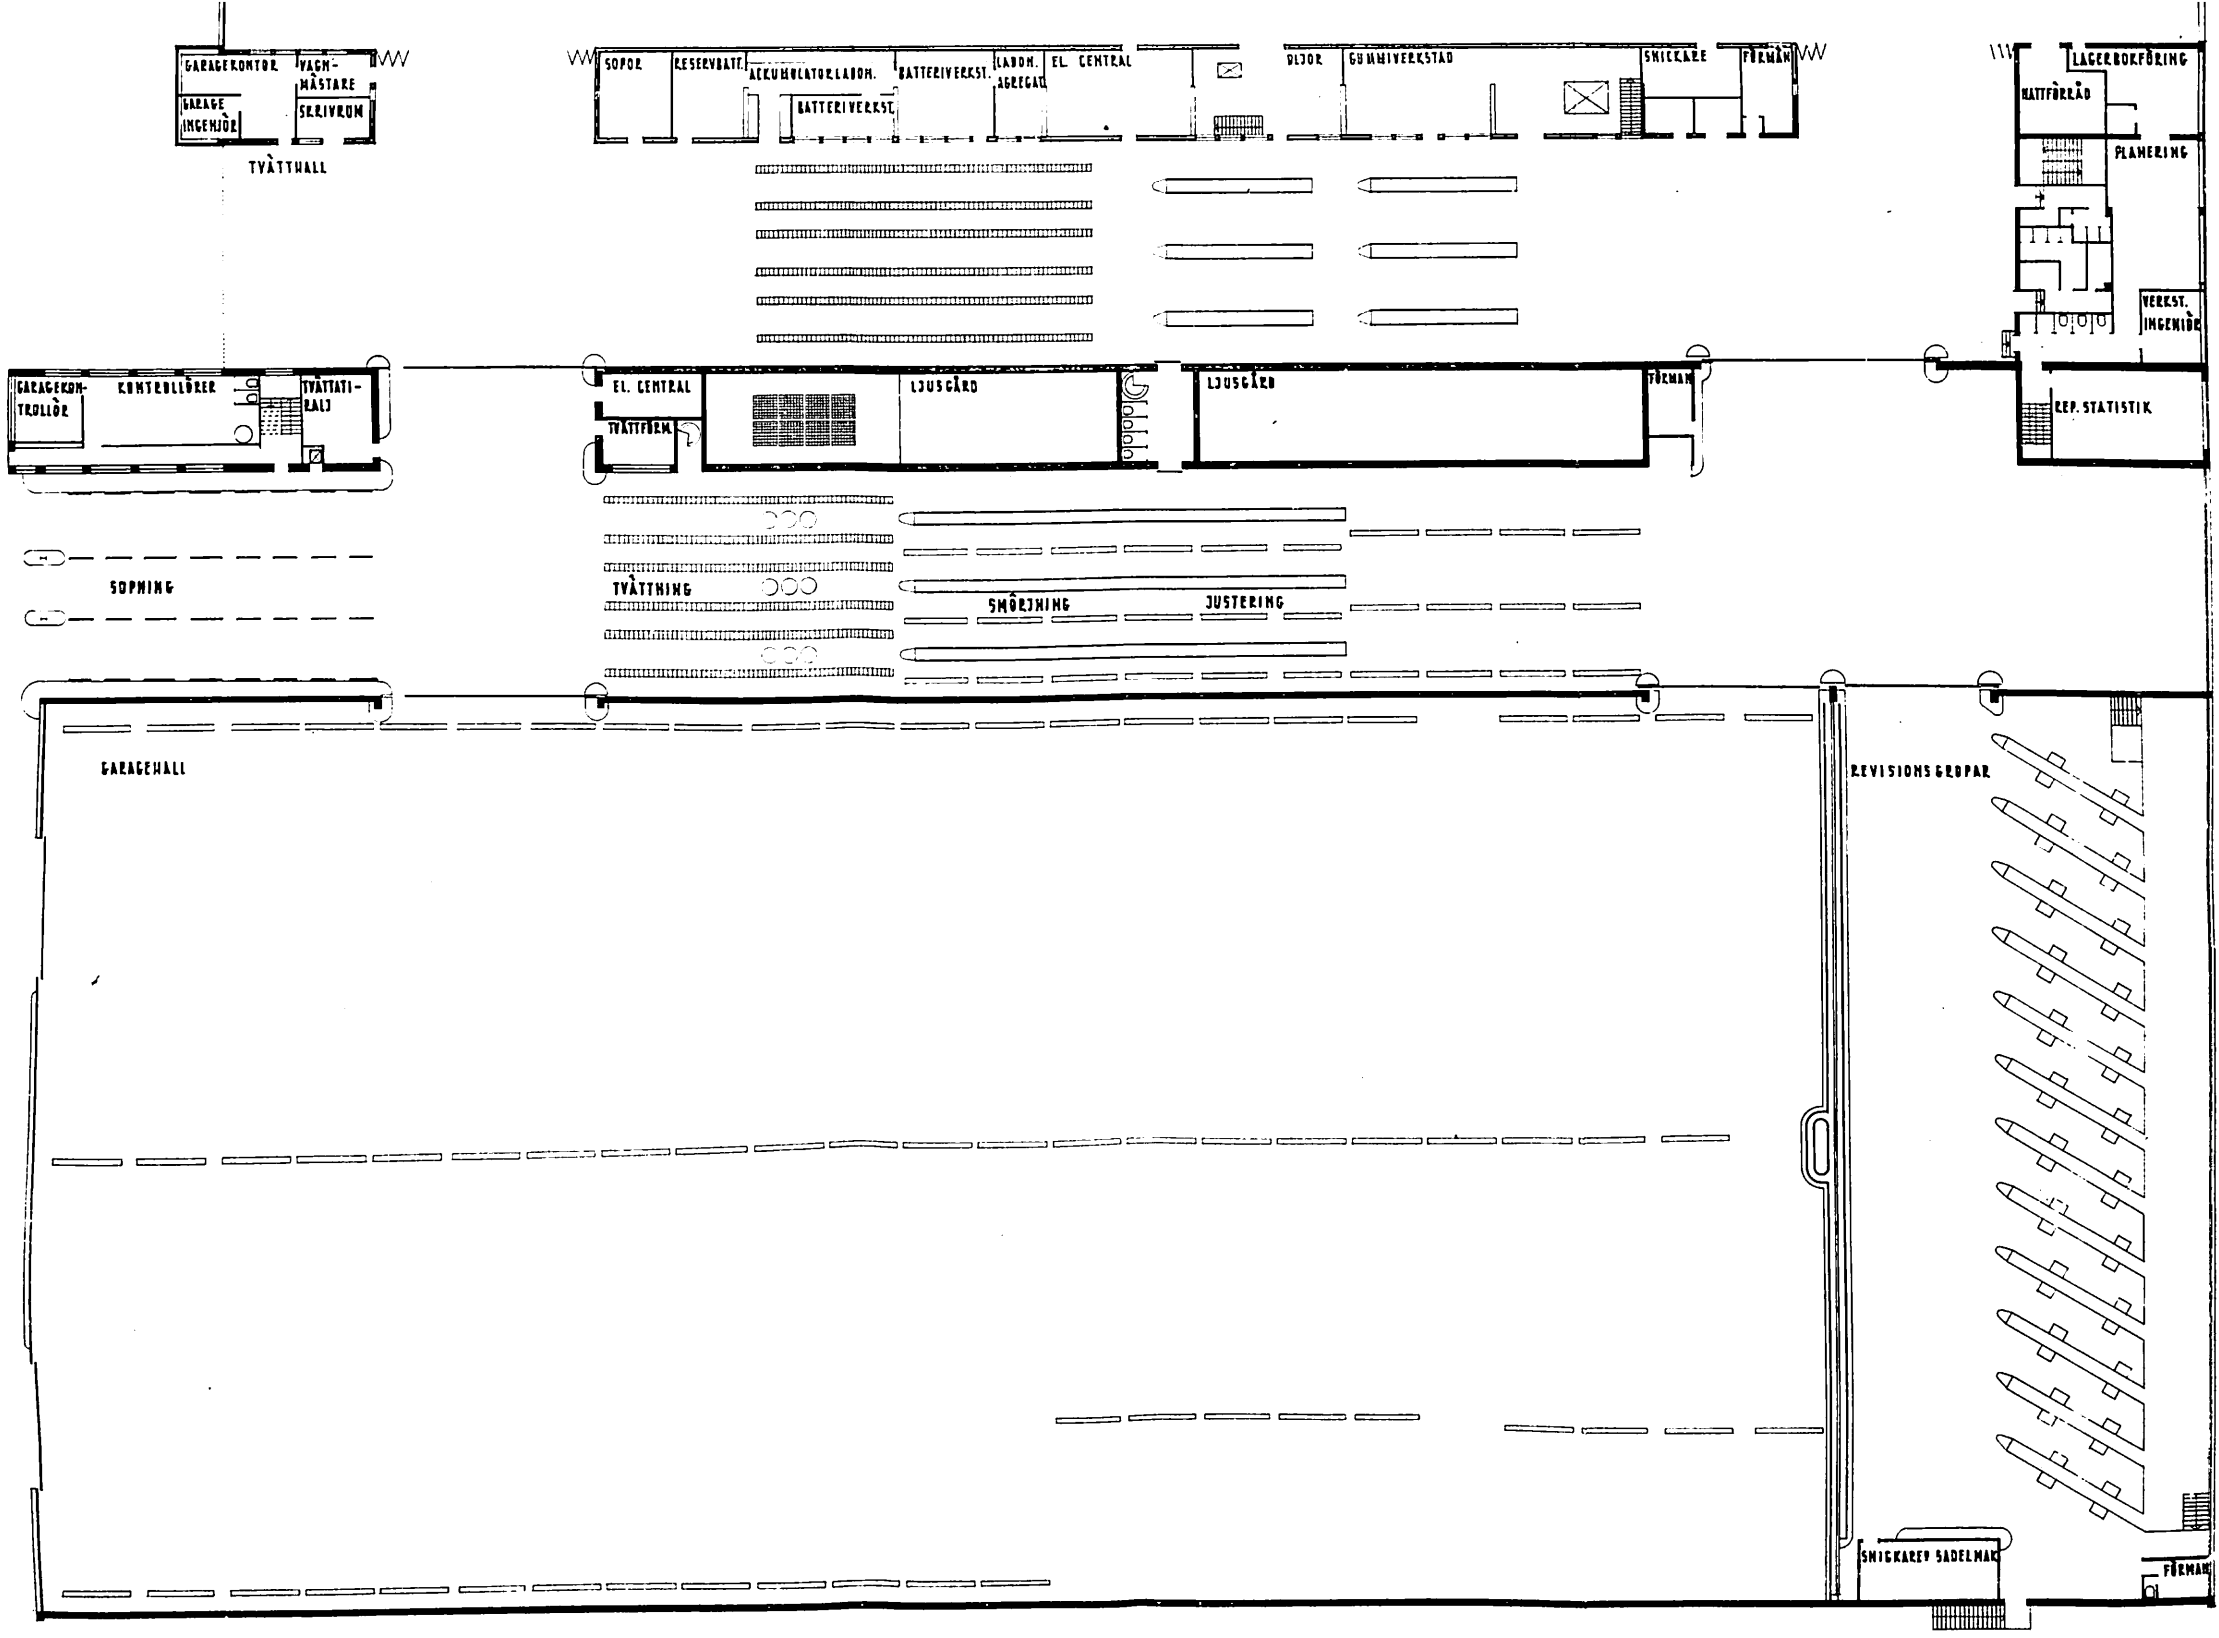 GARAGEKONTOR
VAGN-
MÄSTARE
GARAGE
INGENJÖR
SKRIVRUM
TVÄTTHALL
SOPOR
RESERVBATT.
ACKUMULATORLADDN.
BATTERIVERKST.
BATTERIVERKST.
LADDN.
AGREGAT
EL. CENTRAL
OLJOR
GUMMIVERKSTAD
SNICKARE
FÖRMAN
LAGERBOKFÖRING
NATTFÖRRÅD
PLANERING
VERKST.
INGENIÖR
GARAGEKON-
TROLLÖR
KONTROLLÖRER
TVÄTTATI-
RALJ
EL. CENTRAL
TVÄTTFÖRM.
LJUSGÅRD
LJUSGÅRD
FÖRMAN
REP. STATISTIK
SOPNING
TVÄTTNING
SMÖRJNING
JUSTERING
GARAGEHALL
REVISIONSGROPAR
SNICKARE SADELMAK
FÖRMAN